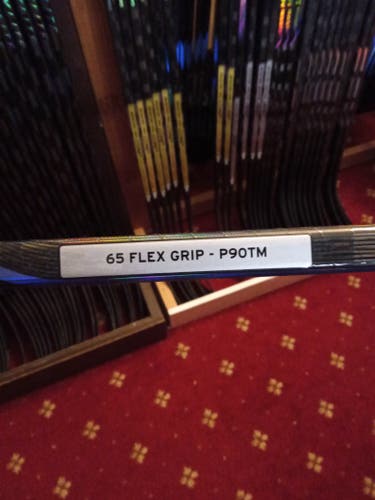 65 FLEX GRIP - P90TM